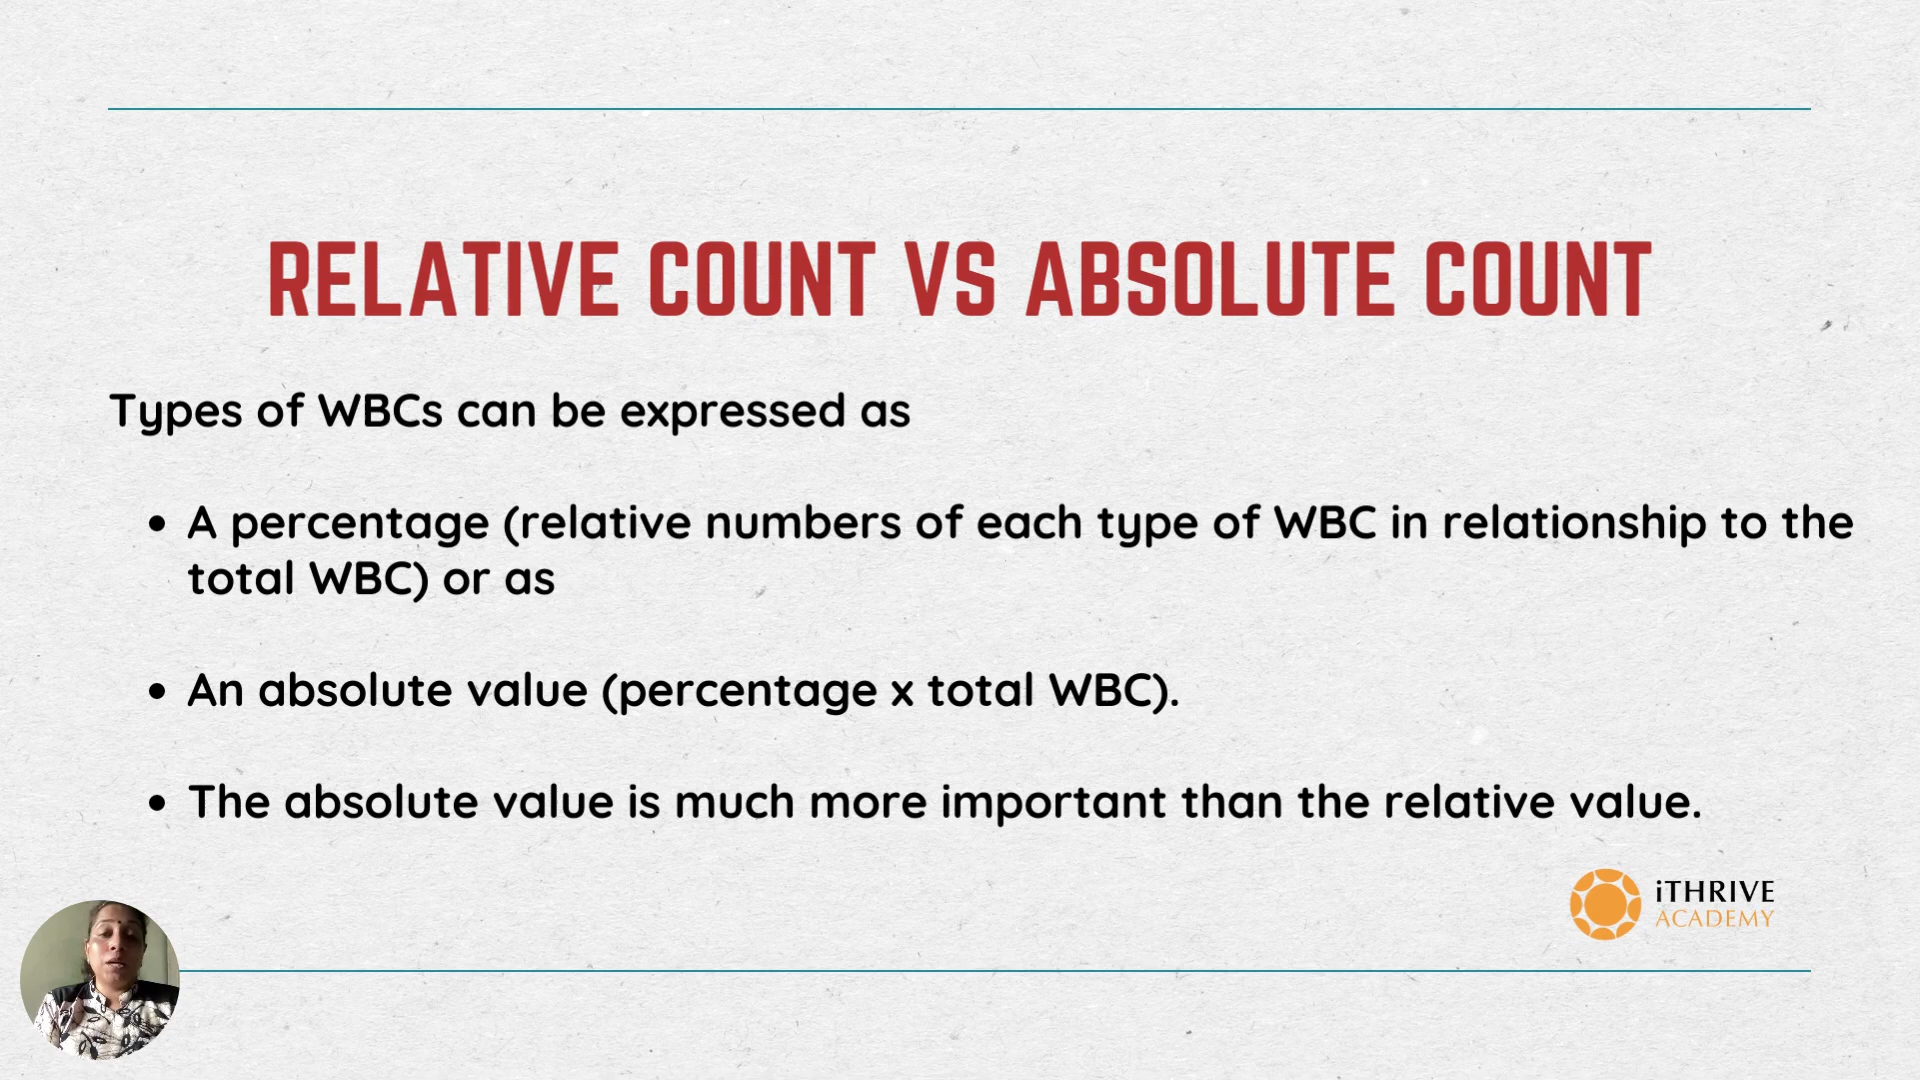 RELATIVE COUNT VS ABSOLUTE COUNT
Types of WBCs can be expressed as
• A percentage (relative numbers of each type of WBC in relationship to the
total WBC) or as
• An absolute value (percentage x total WBC).
• The absolute value is much more important than the relative value.
iTHRIVE
ACADEMY